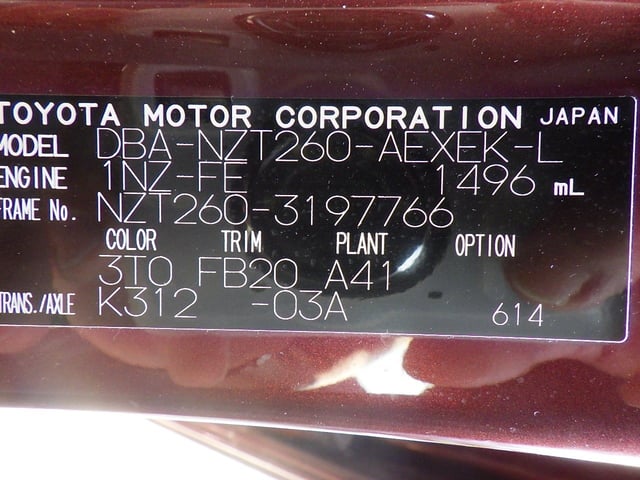 TOYOTA MOTOR CORPORATION JAPAN
MODEL DBA-NZT260-AEXEK-L
ENGINE 1NZ-FE 1496 mL
FRAME No. NZT260-3197766
COLOR TRIM PLANT OPTION
3T0 FB20 A41
TRANS./AXLE K312 -03A 614